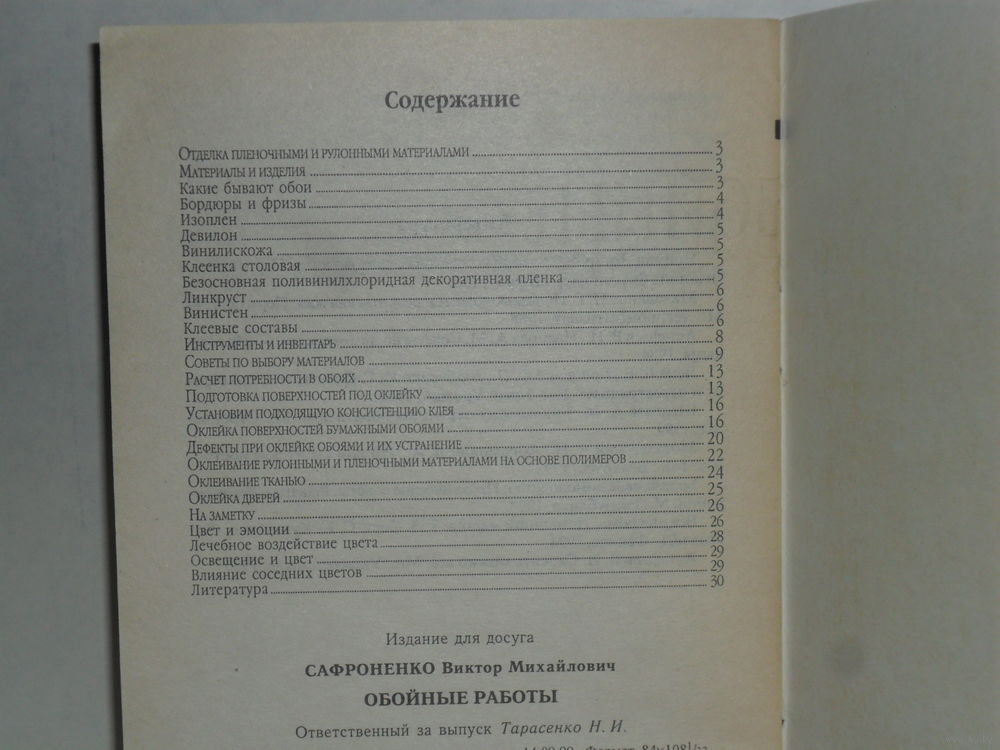 Содержание
Отделка пленочными и рулонными материалами 3
Материалы и изделия 3
Какие бывают обои 3
Бордюры и фризы 4
Изоплен 4
Девилон 5
Винилискожа 5
Клеенка столовая 5
Безосновная поливинилхлоридная декоративная пленка 5
Линкруст 6
Винистен 6
Клеевые составы 6
Инструменты и инвентарь 8
Советы по выбору материалов 9
Расчет потребности в обоях 13
Подготовка поверхностей под оклейку 13
Установим подходящую консистенцию клея 16
Оклейка поверхностей бумажными обоями 16
Дефекты при оклейке обоями и их устранение 20
Оклеивание рулонными и пленочными материалами на основе полимеров 22
Оклеивание тканью 24
Оклейка дверей 25
На заметку 26
Цвет и эмоции 26
Лечебное воздействие цвета 28
Освещение и цвет 29
Влияние соседних цветов 29
Литература 30
Издание для досуга
САФРОНЕНКО Виктор Михайлович
ОБОЙНЫЕ РАБОТЫ
Ответственный за выпуск Тарасенко Н. И.
Формат 84х108